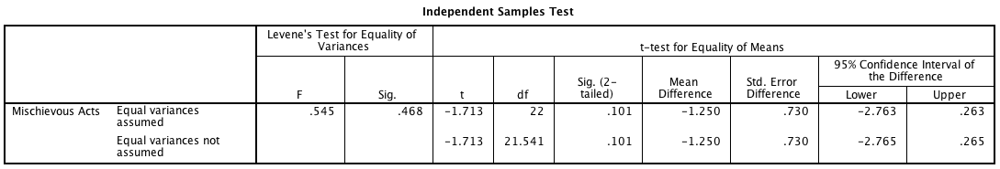 Independent Samples Test
Levene's Test for Equality of
Variances
t-test for Equality of Means
F
Sig.
t
df
Sig. (2-
tailed)
Mean
Difference
Std. Error
Difference
95% Confidence Interval of
the Difference
Lower
Upper
Mischievous Acts Equal variances
assumed
.545 .468 -1.713 22 .101 -1.250 .730 -2.763 .263
Equal variances not
assumed
-1.713 21.541 .101 -1.250 .730 -2.765 .265